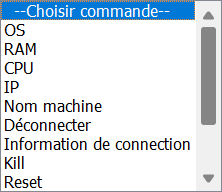 --Choisir commande--
OS
RAM
CPU
IP
Nom machine
Déconnecter
Information de connection
Kill
Reset